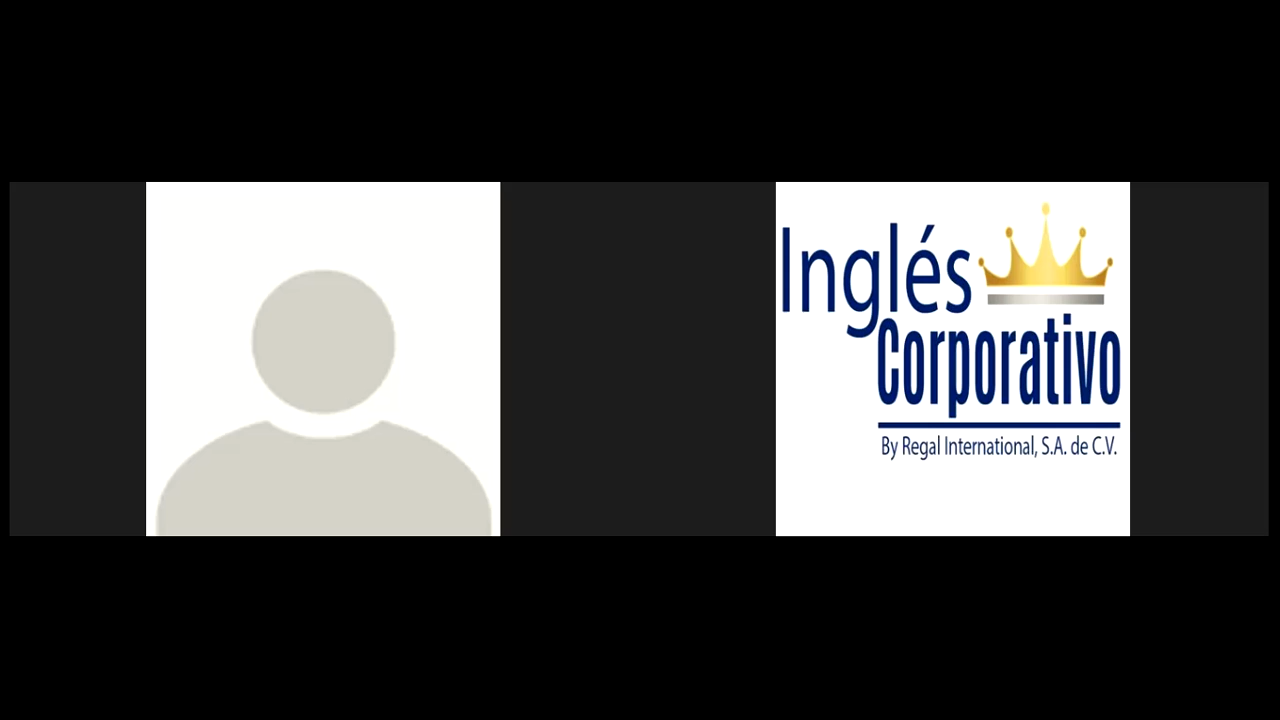 Inglés
Corporativo
By Regal International, S.A. de C.V.